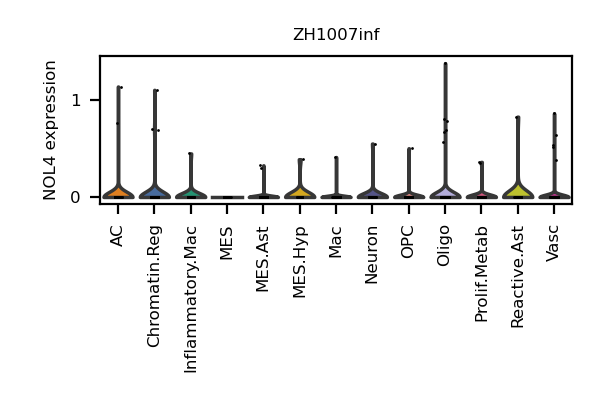 ZH1007inf
NOL4 expression
1
0
AC
Chromatin.Reg
Inflammatory.Mac
MES
MES.Ast
MES.Hyp
Mac
Neuron
OPC
Oligo
Prolif.Metab
Reactive.Ast
Vasc